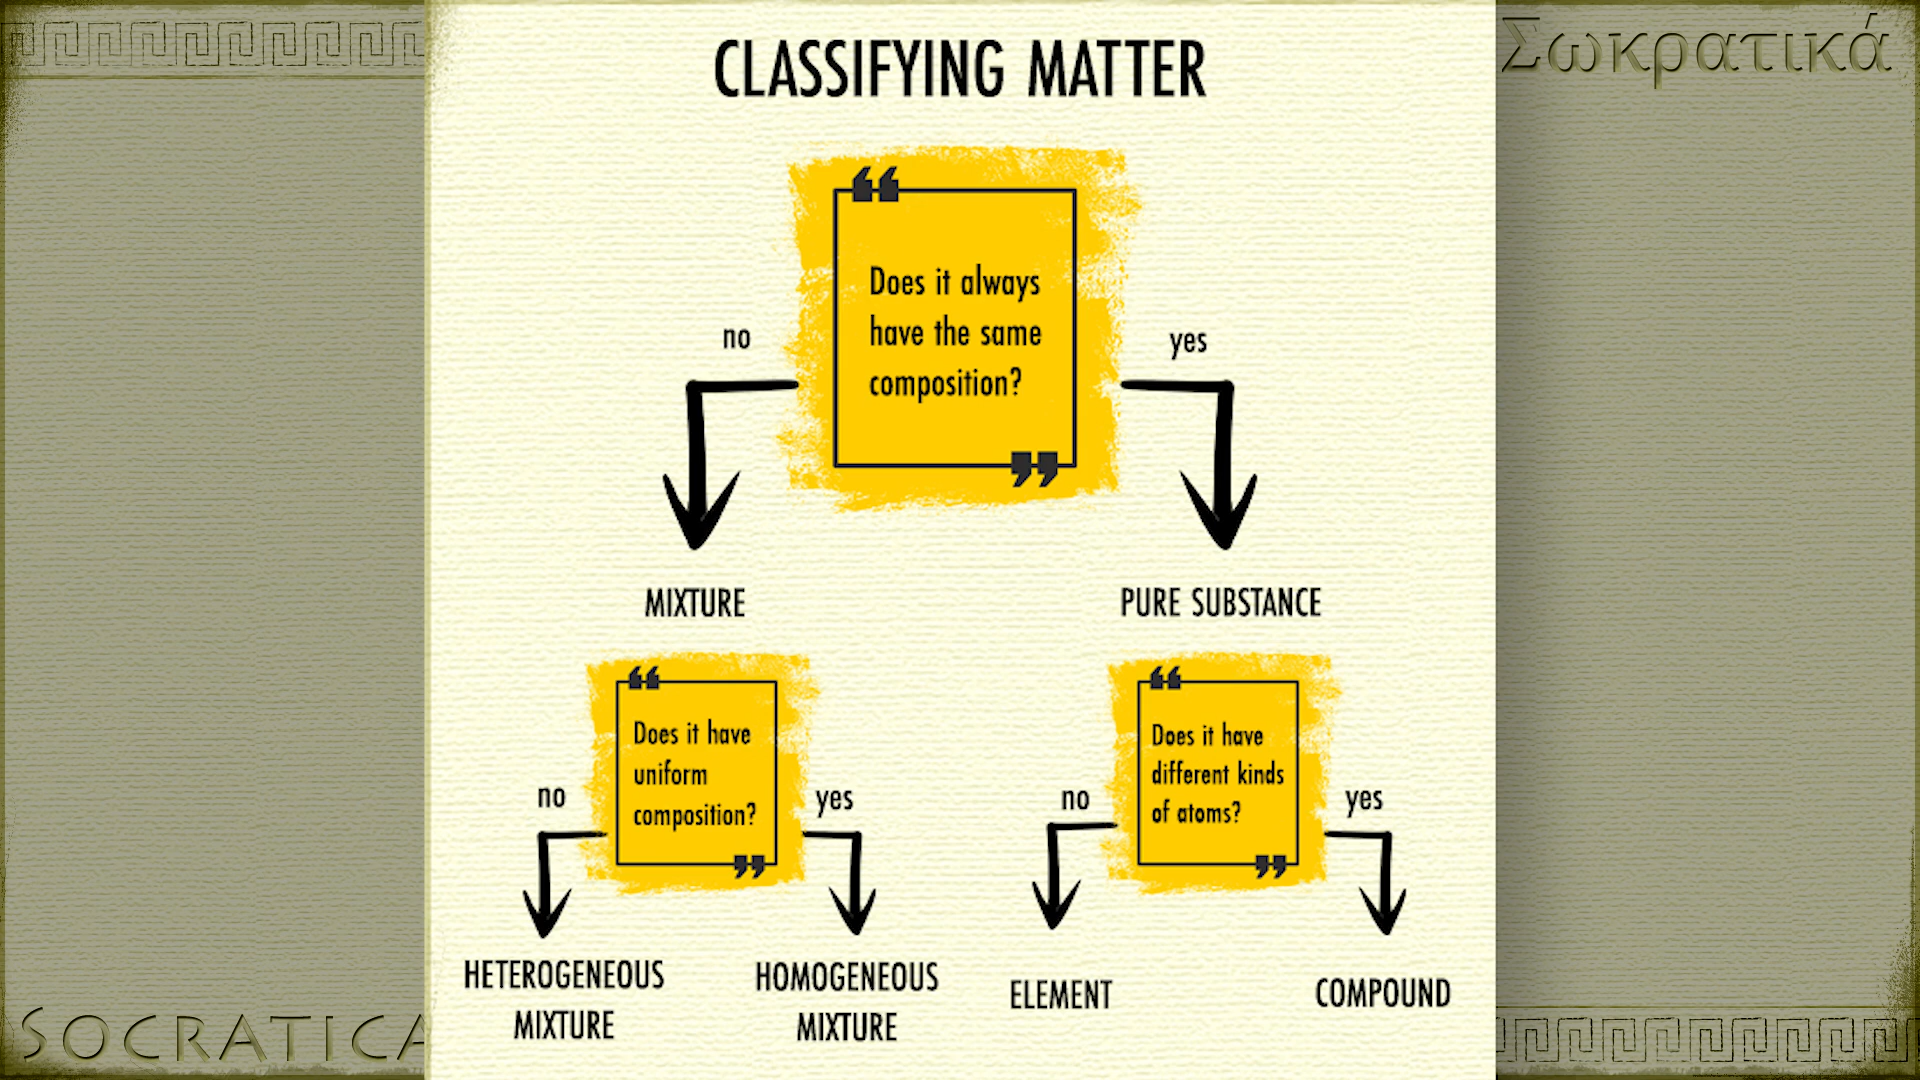 CLASSIFYING MATTER
Σωκρατικά
Does it always
have the same
composition?
no
yes
MIXTURE
PURE SUBSTANCE
Does it have
uniform
composition?
no
yes
Does it have
different kinds
of atoms?
no
yes
HETEROGENEOUS
MIXTURE
HOMOGENEOUS
MIXTURE
ELEMENT
COMPOUND
SOCRATICA